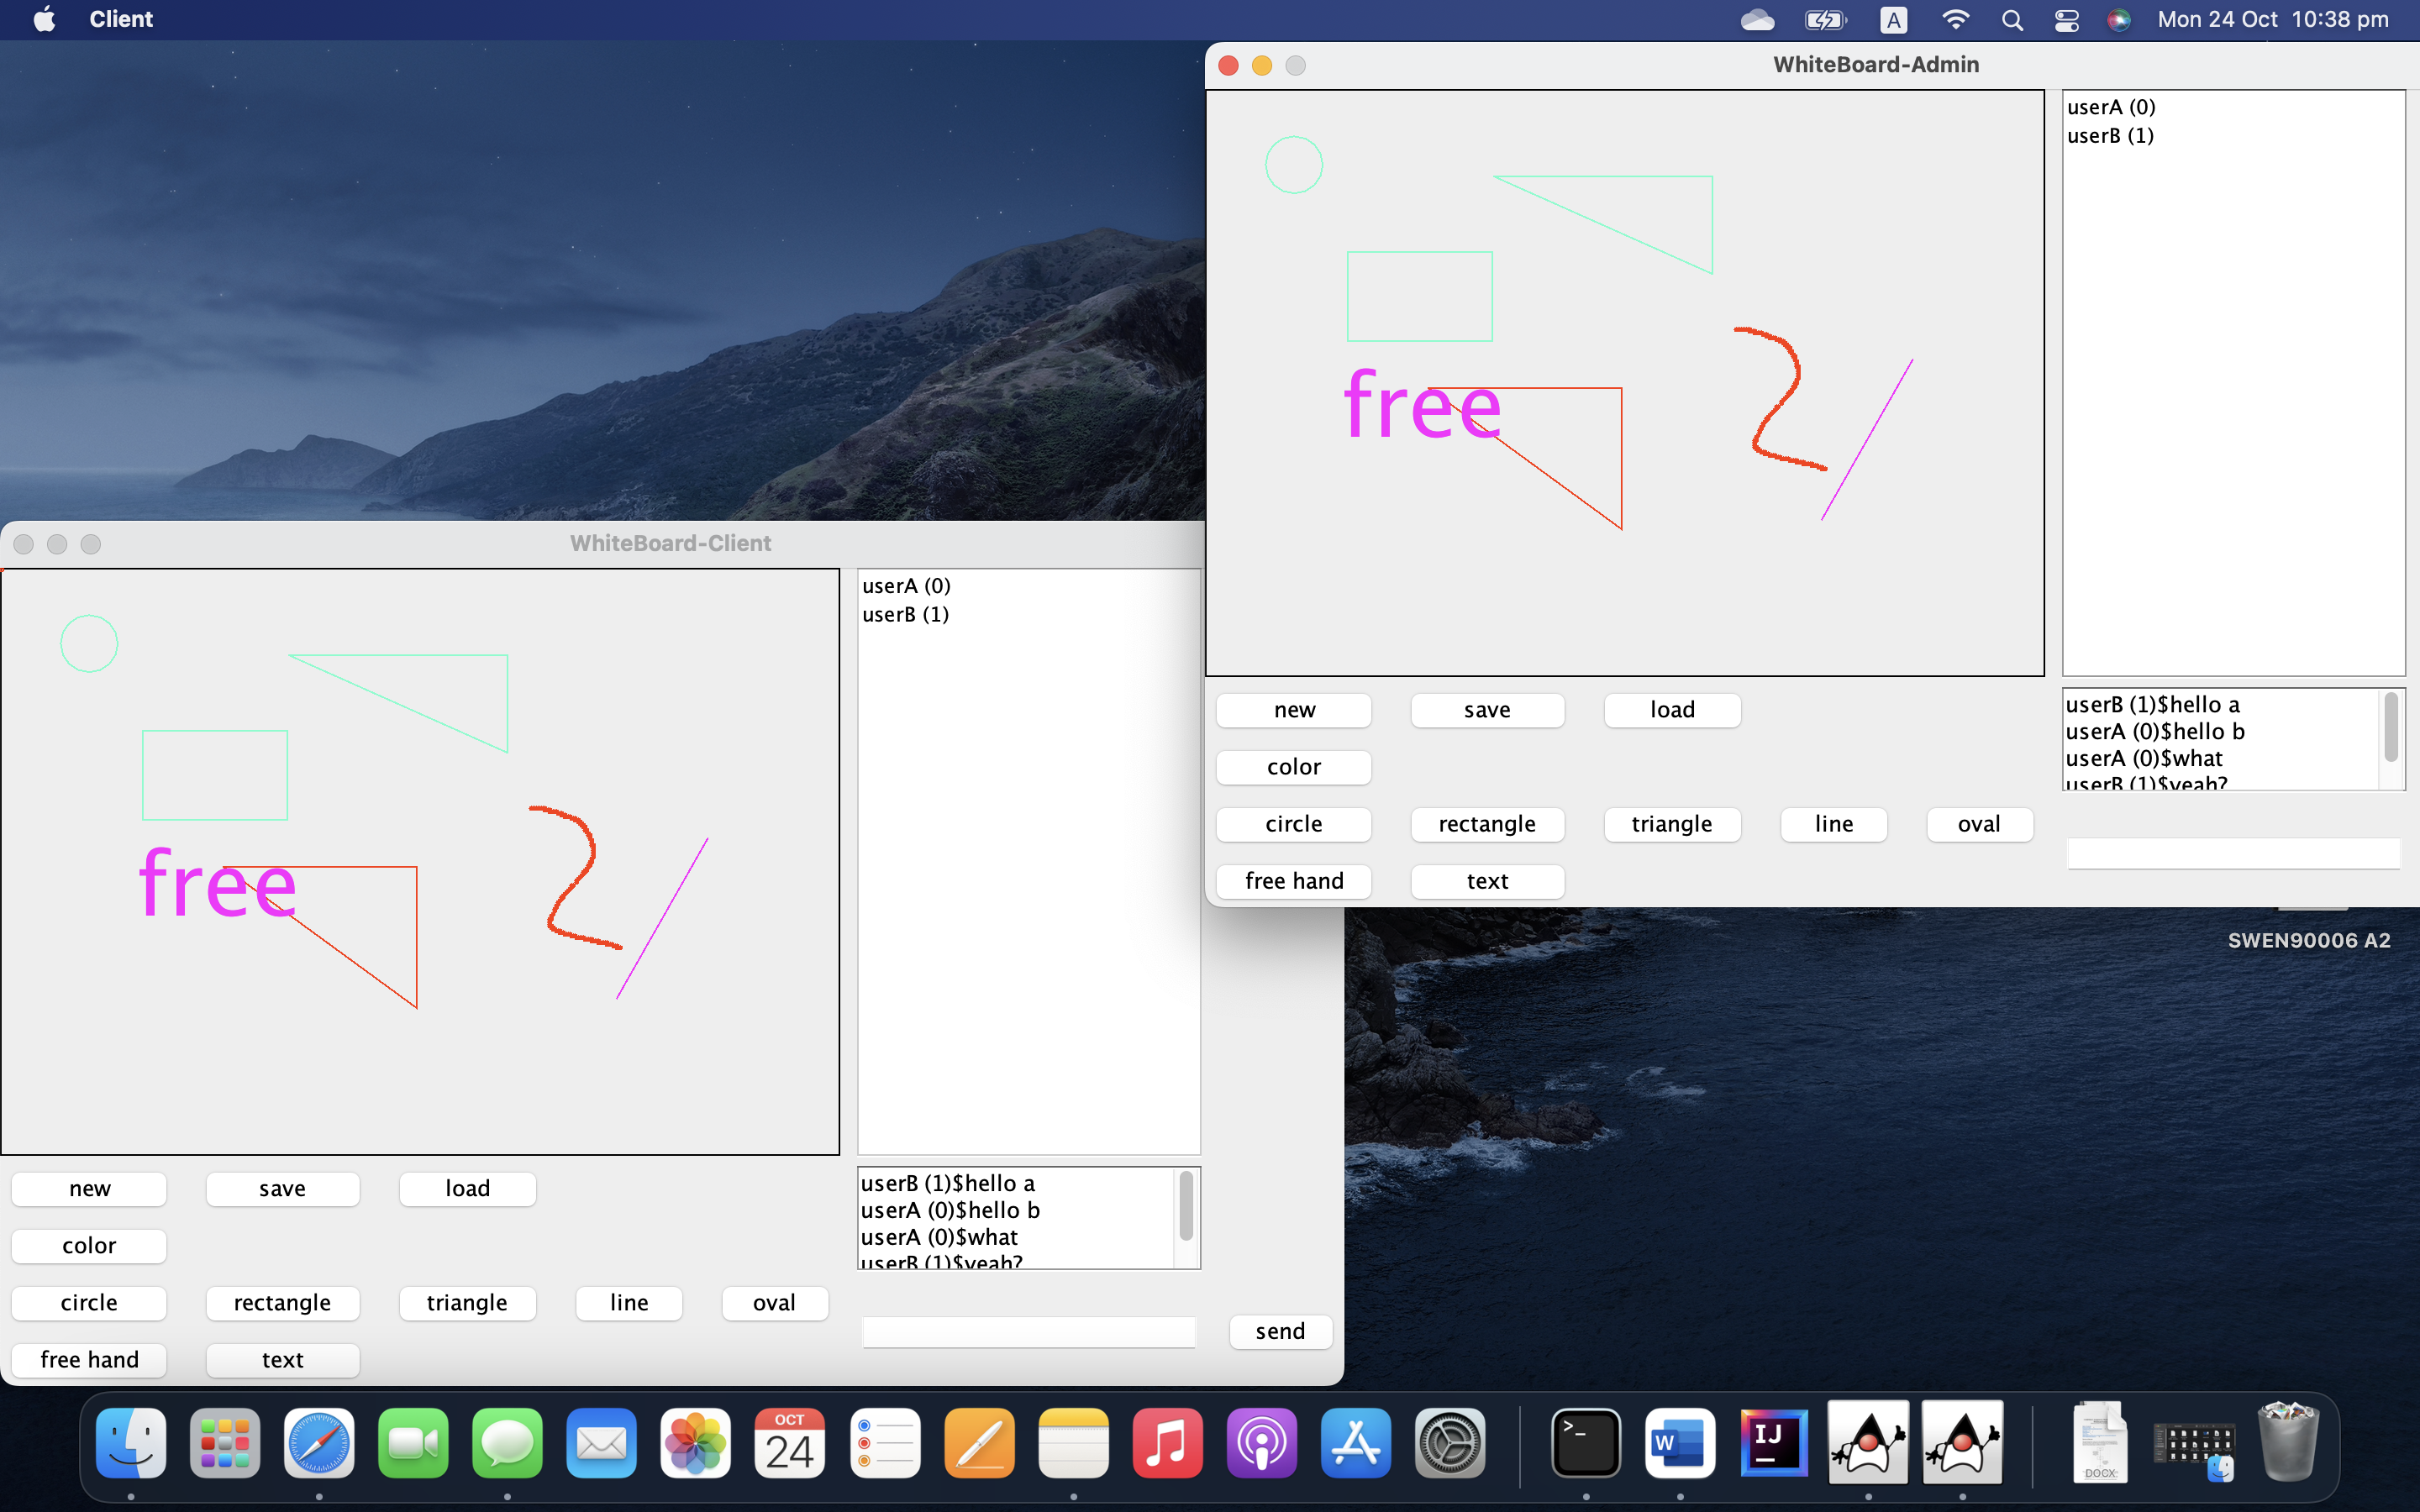 Client
A
Mon 24 Oct 10:38 pm
WhiteBoard-Admin
userA (0)
userB (1)
free
new
save
load
color
circle
rectangle
triangle
line
oval
free hand
text
userB (1)$hello a
userA (0)$hello b
userA (0)$what
userB (1)$yeah?
WhiteBoard-Client
userA (0)
userB (1)
free
new
save
load
color
circle
rectangle
triangle
line
oval
free hand
text
userB (1)$hello a
userA (0)$hello b
userA (0)$what
userB (1)$yeah?
send
SWEN90006 A2
OCT
24
>_
W
IJ
DOCX